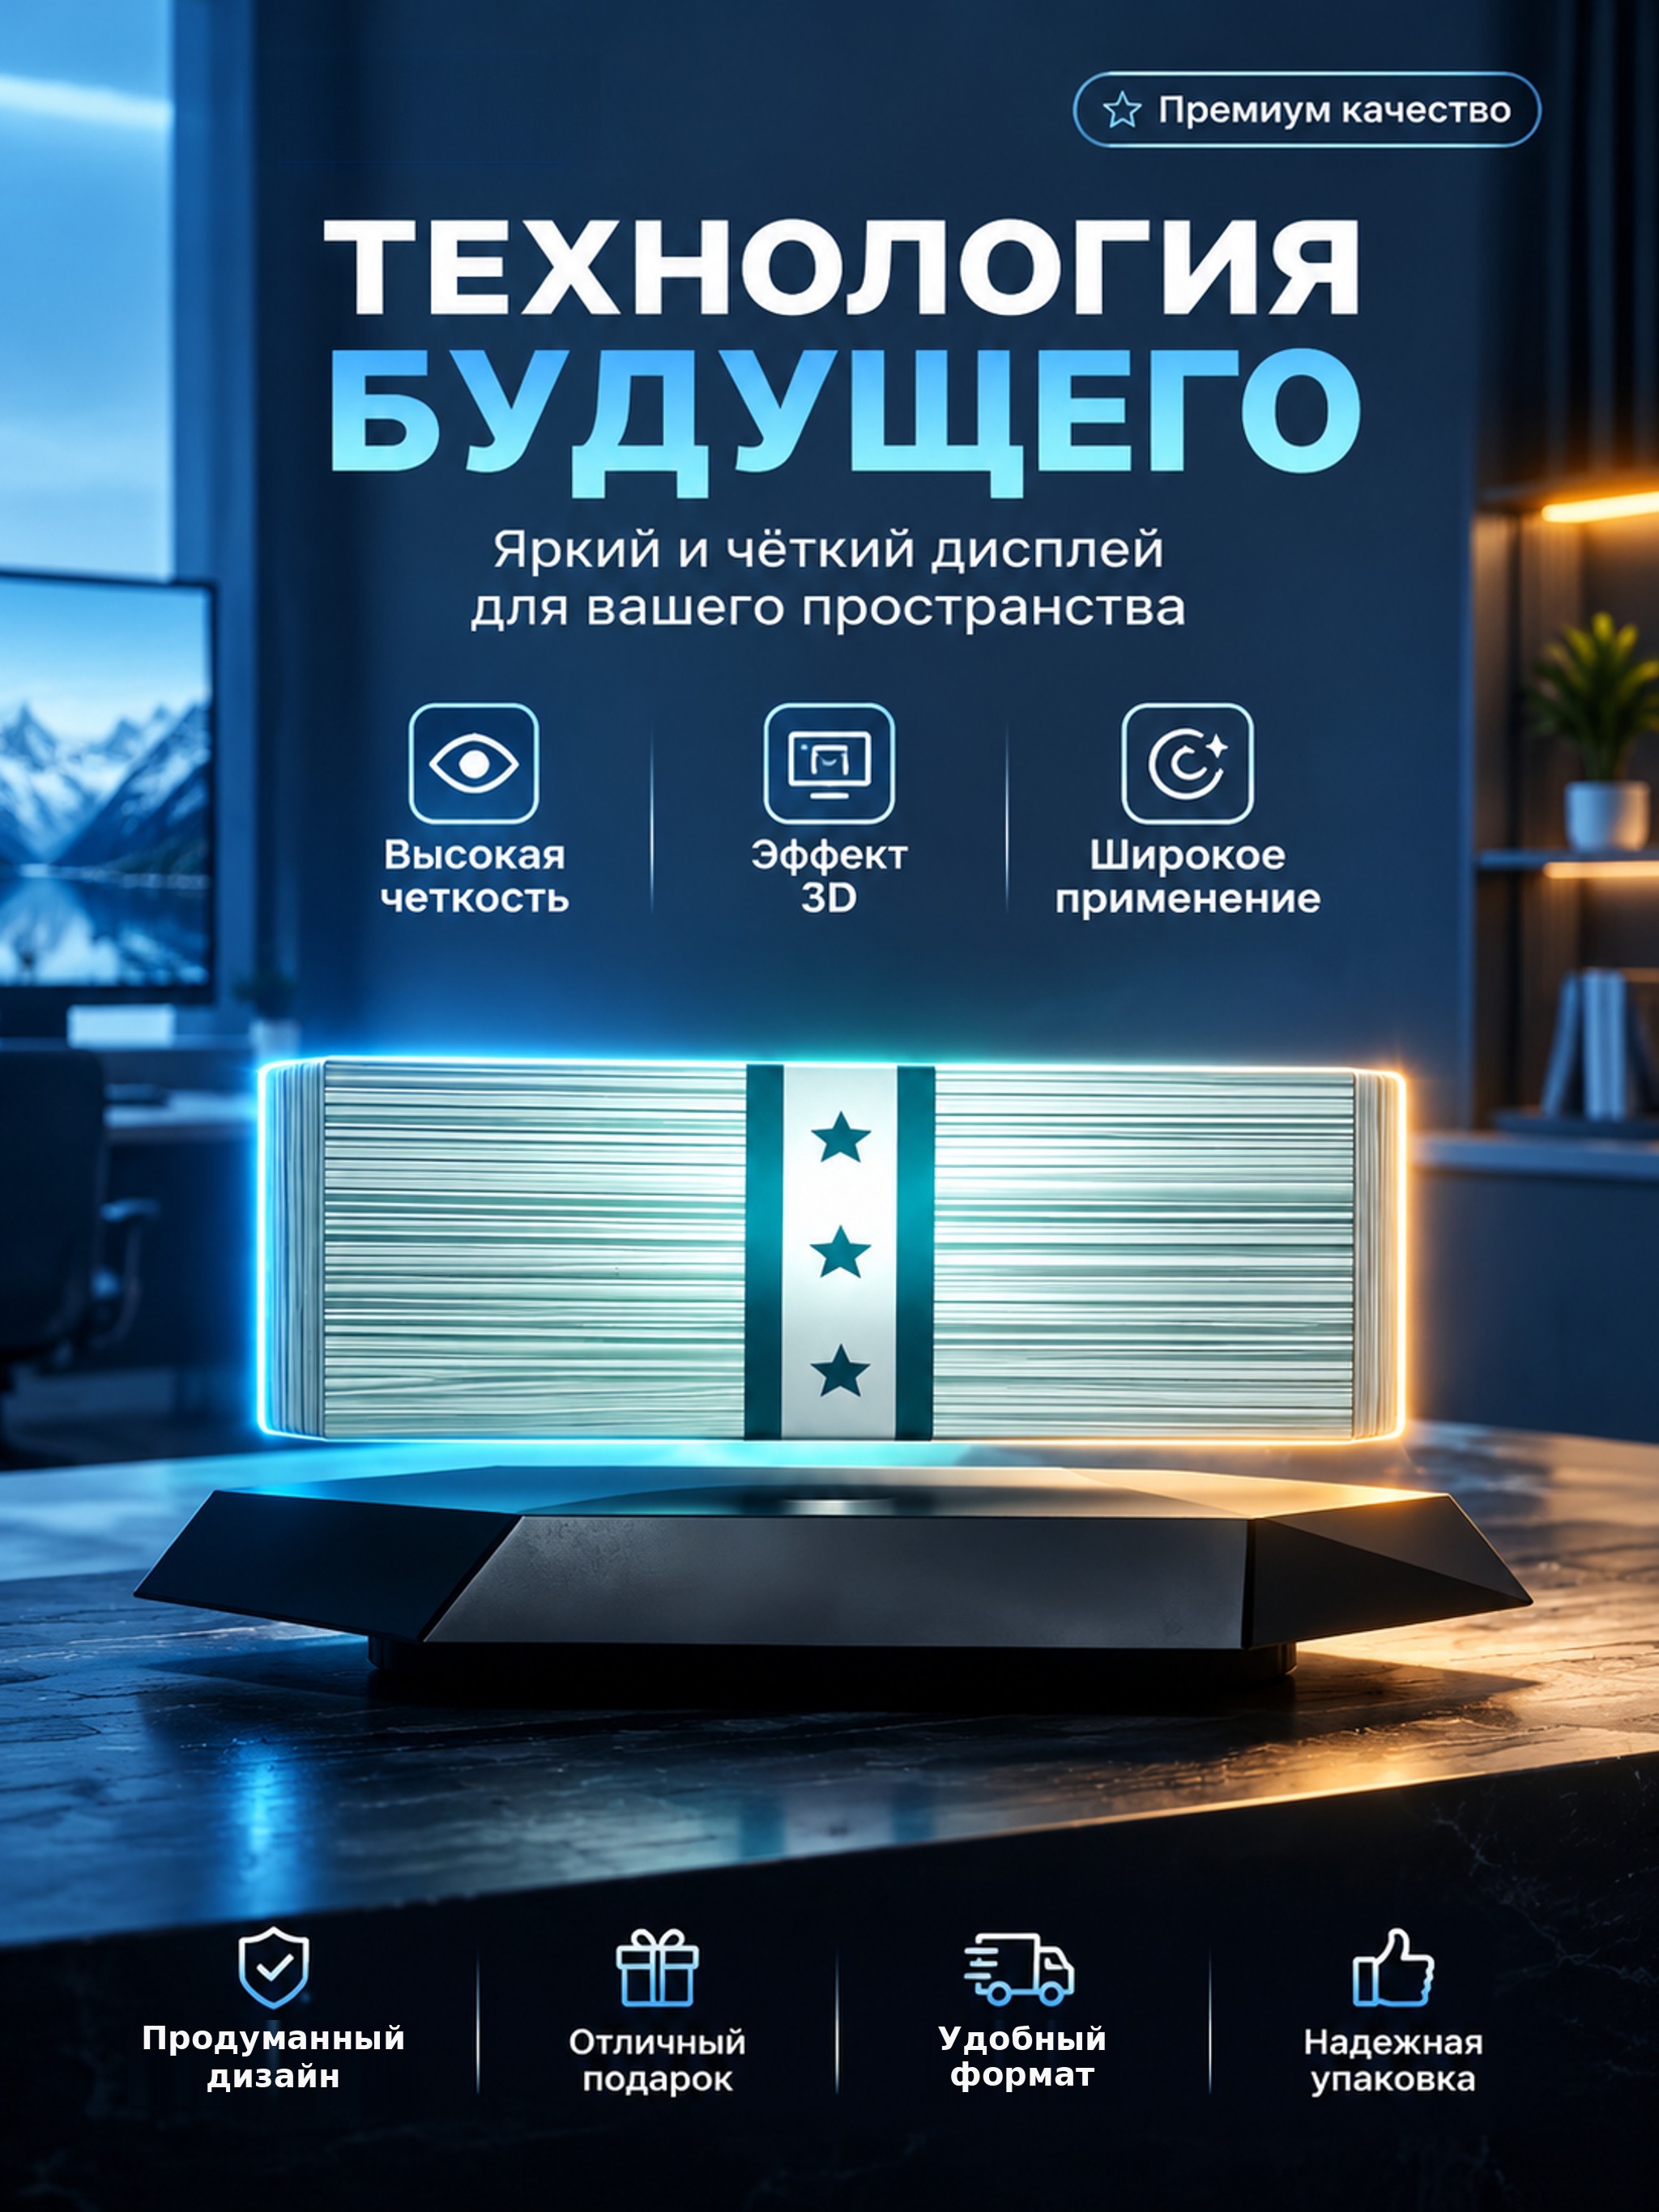 Премиум качество
ТЕХНОЛОГИЯ
БУДУЩЕГО
Яркий и чёткий дисплей
для вашего пространства
Высокая
четкость
Эффект
3D
Широкое
применение
Продуманный
дизайн
Отличный
подарок
Удобный
формат
Надежная
упаковка